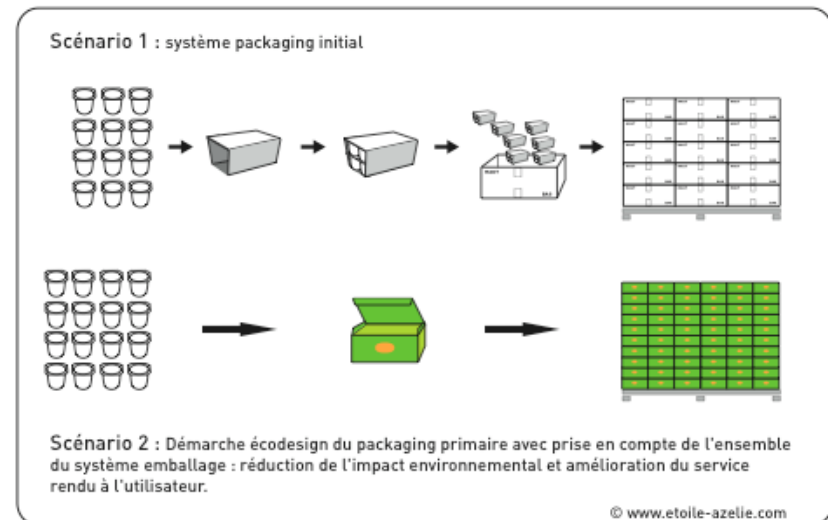 Scénario 1 : système packaging initial
Scénario 2 : Démarche écodesign du packaging primaire avec prise en compte de l'ensemble
du système emballage : réduction de l'impact environnemental et amélioration du service
rendu à l'utilisateur.
© www.etoile-azelie.com